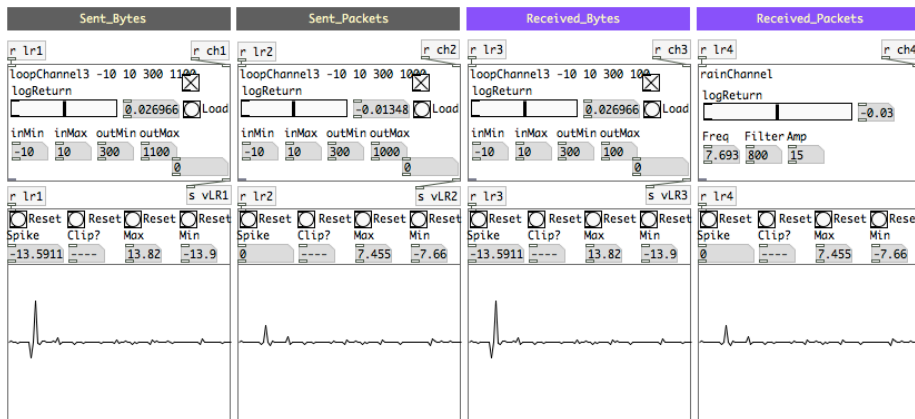 Sent_Bytes
r lr1
r ch1
loopChannel3 -10 10 300 1100
logReturn
0.026966
Load
inMin inMax outMin outMax
-10 10 300 1100
0
s vLR1
r lr1
Reset Reset Reset Reset
Spike Clip? Max Min
-13.5911 ---- 13.82 -13.9
Sent_Packets
r lr2
r ch2
loopChannel3 -10 10 300 1000
logReturn
-0.01348
Load
inMin inMax outMin outMax
-10 10 300 1000
0
s vLR2
r lr2
Reset Reset Reset Reset
Spike Clip? Max Min
0 ---- 7.455 -7.66
Received_Bytes
r lr3
r ch3
loopChannel3 -10 10 300 100
logReturn
0.026966
Load
inMin inMax outMin outMax
-10 10 300 100
0
s vLR3
r lr3
Reset Reset Reset Reset
Spike Clip? Max Min
-13.5911 ---- 13.82 -13.9
Received_Packets
r lr4
r ch4
rainChannel
logReturn
-0.03
Freq Filter Amp
7.693 800 15
r lr4
Reset Reset Reset Reset
Spike Clip? Max Min
0 ---- 7.455 -7.66